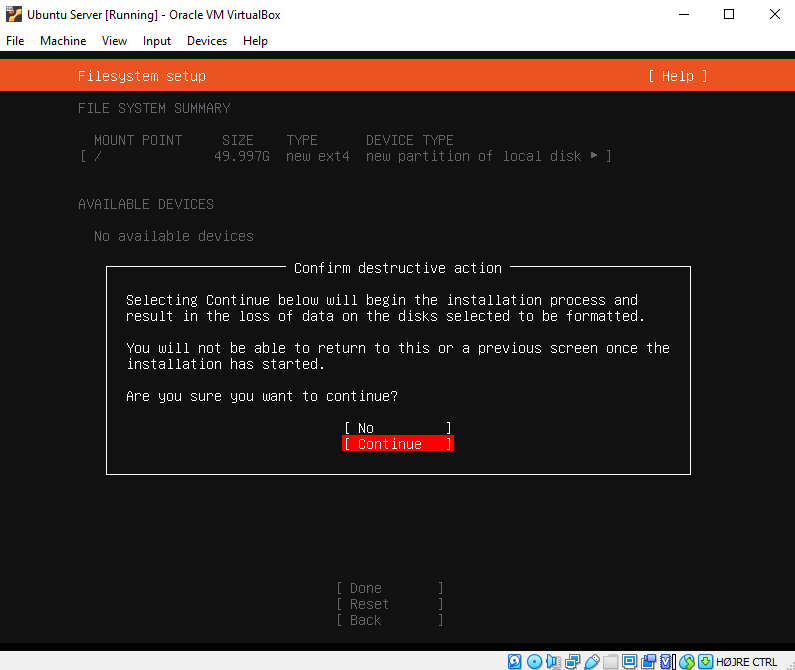 Ubuntu Server [Running] - Oracle VM VirtualBox
File Machine View Input Devices Help
Filesystem setup [ Help ]
FILE SYSTEM SUMMARY
MOUNT POINT SIZE TYPE DEVICE TYPE
[ / 49.997G new ext4 new partition of local disk ▸ ]
AVAILABLE DEVICES
No available devices
Confirm destructive action
Selecting Continue below will begin the installation process and
result in the loss of data on the disks selected to be formatted.
You will not be able to return to this or a previous screen once the
installation has started.
Are you sure you want to continue?
[ No ]
[ Continue ]
[ Done ]
[ Reset ]
[ Back ]
HØJRE CTRL